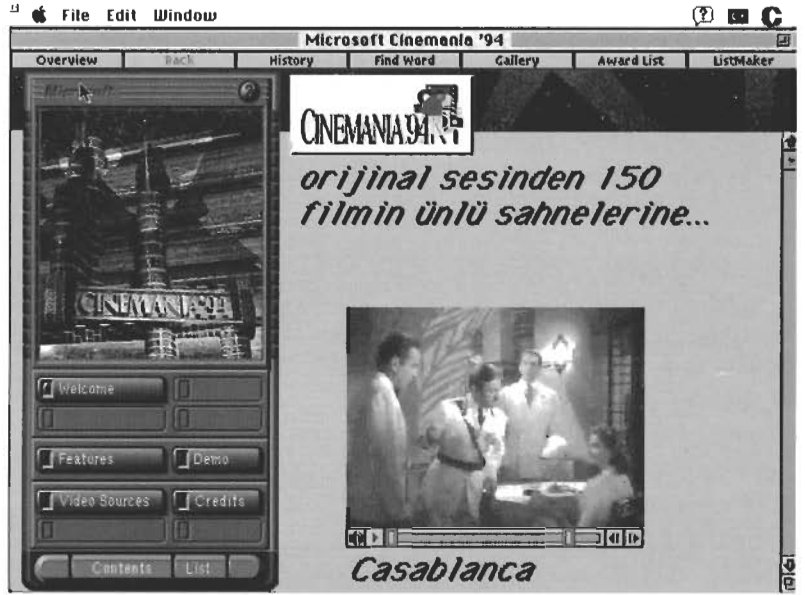 File Edit Window
Microsoft Cinemania '94
Overview Back History Find Word Gallery Award List ListMaker
Microsoft
CINEMANIA '94
Welcome
Features Demo
Video Sources Credits
Contents List
CINEMANIA'94
orijinal sesinden 150
filmin ünlü sahnelerine...
Casablanca